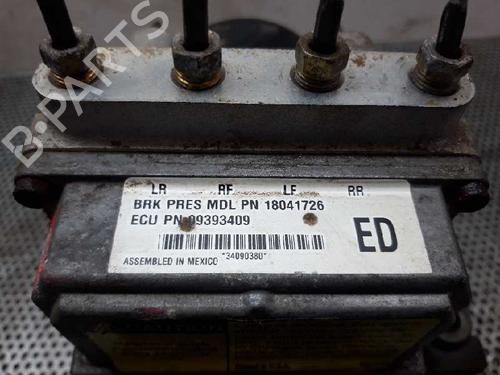 B-PARTS
LR RF LF RR
BRK PRES MDL PN 18041726
ECU PN 09393409
ED
*34090380*
ASSEMBLED IN MEXICO